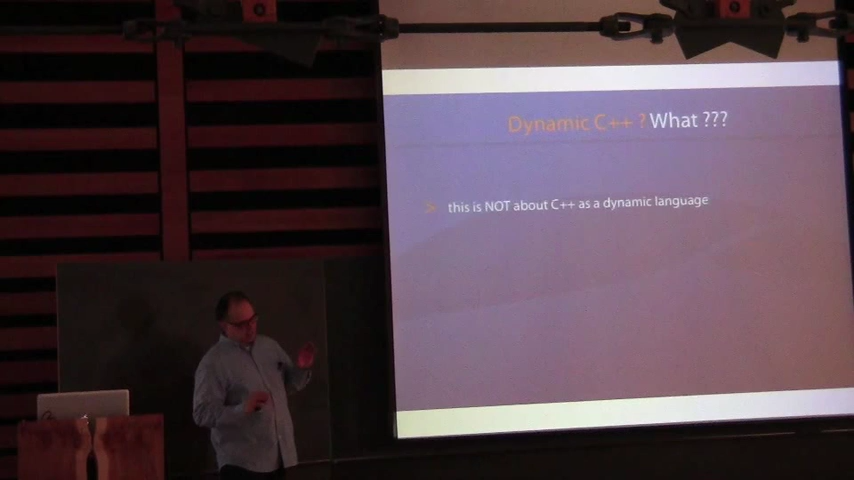 Dynamic C++ ? What ???
> this is NOT about C++ as a dynamic language